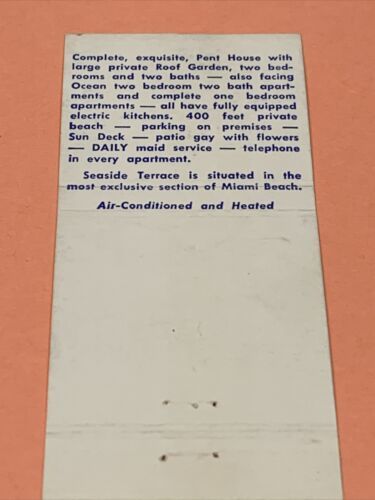 Complete, exquisite, Pent House with
large private Roof Garden, two bed-
rooms and two baths — also facing
Ocean two bedroom two bath apart-
ments and complete one bedroom
apartments — all have fully equipped
electric kitchens. 400 feet private
beach — parking on premises —
Sun Deck — patio gay with flowers
— DAILY maid service — telephone
in every apartment.
Seaside Terrace is situated in the
most exclusive section of Miami Beach.
Air-Conditioned and Heated